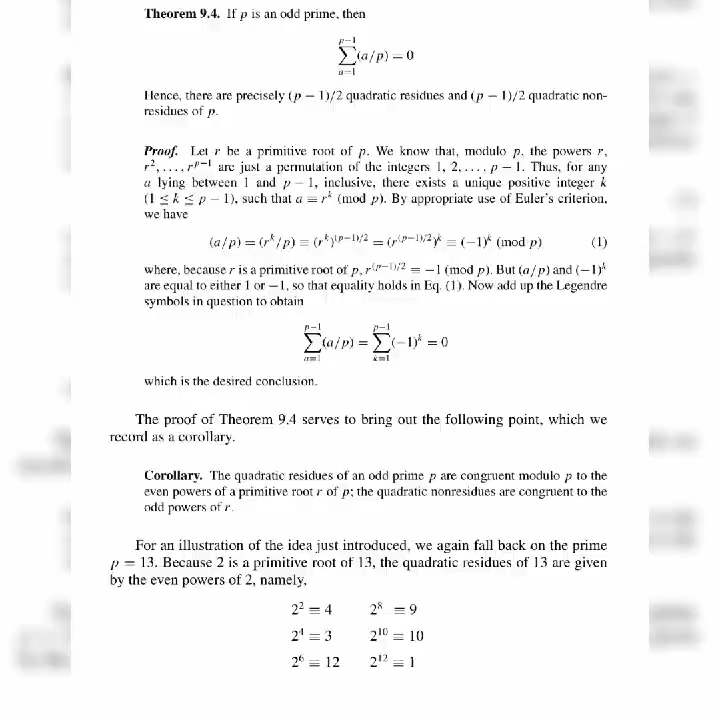 Theorem 9.4. If p is an odd prime, then
p−1
∑(a/p) = 0
a=1
Hence, there are precisely (p − 1)/2 quadratic residues and (p − 1)/2 quadratic non-
residues of p.
Proof. Let r be a primitive root of p. We know that, modulo p, the powers r,
r², . . . , rᵖ⁻¹ are just a permutation of the integers 1, 2, . . . , p − 1. Thus, for any
a lying between 1 and p − 1, inclusive, there exists a unique positive integer k
(1 ≤ k ≤ p − 1), such that a ≡ rᵏ (mod p). By appropriate use of Euler's criterion,
we have
(a/p) = (rᵏ/p) ≡ (rᵏ)⁽ᵖ⁻¹⁾/² = (r⁽ᵖ⁻¹⁾/²)ᵏ ≡ (−1)ᵏ (mod p) (1)
where, because r is a primitive root of p, r⁽ᵖ⁻¹⁾/² ≡ −1 (mod p). But (a/p) and (−1)ᵏ
are equal to either 1 or −1, so that equality holds in Eq. (1). Now add up the Legendre
symbols in question to obtain
p−1 p−1
∑(a/p) = ∑(−1)ᵏ = 0
a=1 k=1
which is the desired conclusion.
The proof of Theorem 9.4 serves to bring out the following point, which we
record as a corollary.
Corollary. The quadratic residues of an odd prime p are congruent modulo p to the
even powers of a primitive root r of p; the quadratic nonresidues are congruent to the
odd powers of r.
For an illustration of the idea just introduced, we again fall back on the prime
p = 13. Because 2 is a primitive root of 13, the quadratic residues of 13 are given
by the even powers of 2, namely,
2² ≡ 4 2⁸ ≡ 9
2⁴ ≡ 3 2¹⁰ ≡ 10
2⁶ ≡ 12 2¹² ≡ 1